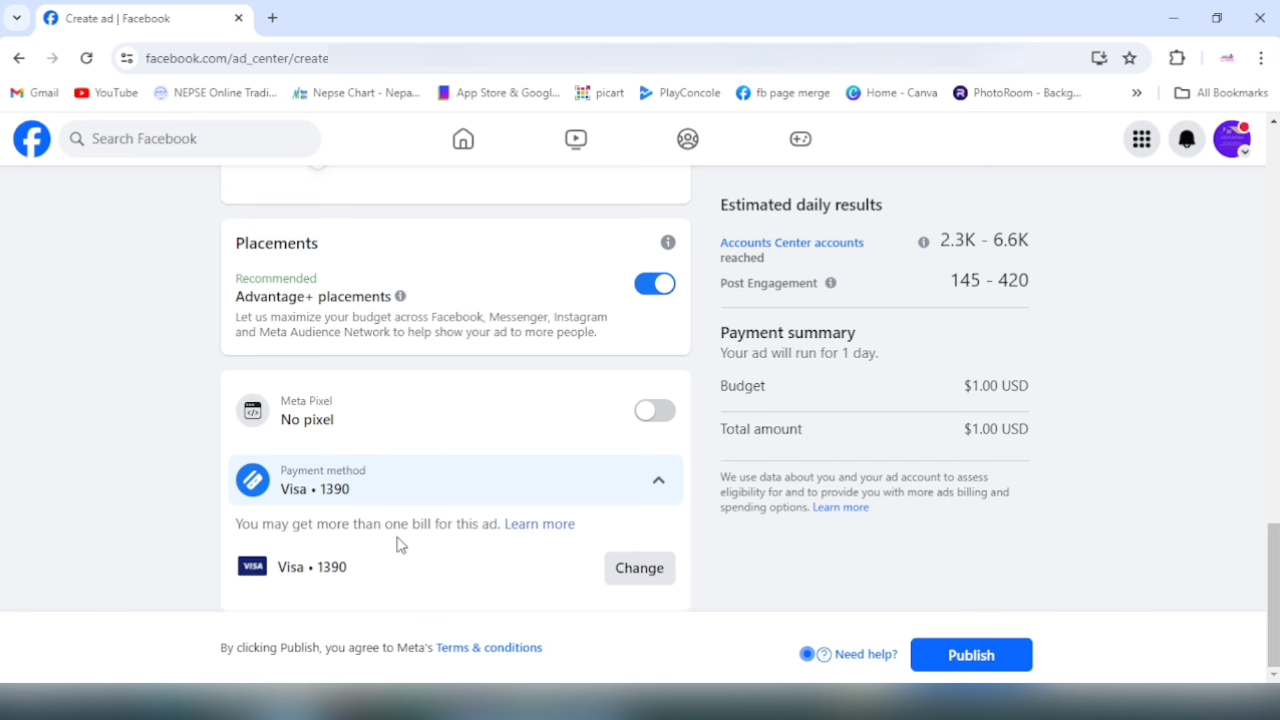 Create ad | Facebook
facebook.com/ad_center/create
Gmail YouTube NEPSE Online Tradi... Nepse Chart - Nepa... App Store & Googl... picart PlayConcole fb page merge Home - Canva PhotoRoom - Backg... » All Bookmarks
Search Facebook
Placements
Recommended
Advantage+ placements
Let us maximize your budget across Facebook, Messenger, Instagram
and Meta Audience Network to help show your ad to more people.
Meta Pixel
No pixel
Payment method
Visa • 1390
You may get more than one bill for this ad. Learn more
VISA Visa • 1390 Change
Estimated daily results
Accounts Center accounts 2.3K - 6.6K
reached
Post Engagement 145 - 420
Payment summary
Your ad will run for 1 day.
Budget $1.00 USD
Total amount $1.00 USD
We use data about you and your ad account to assess
eligibility for and to provide you with more ads billing and
spending options. Learn more
By clicking Publish, you agree to Meta's Terms & conditions
Need help? Publish